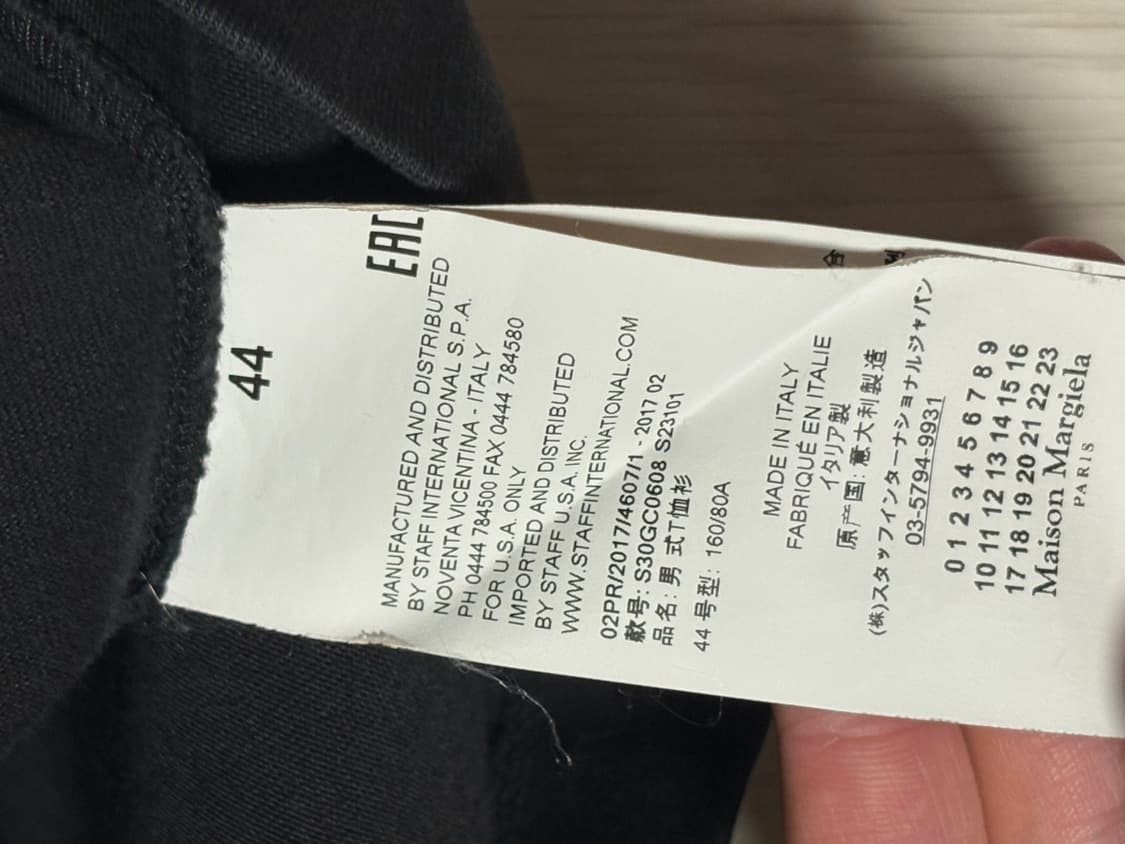 44
EAC
MANUFACTURED AND DISTRIBUTED
BY STAFF INTERNATIONAL S.P.A.
NOVENTA VICENTINA - ITALY
PH 0444 784500 FAX 0444 784580
FOR U.S.A. ONLY
IMPORTED AND DISTRIBUTED
BY STAFF U.S.A. INC.
WWW.STAFFINTERNATIONAL.COM
02PR/2017/4607/1 - 2017 02
款号: S30GC0608 S23101
品名: 男式T恤衫
44 号型: 160/80A
MADE IN ITALY
FABRIQUÉ EN ITALIE
イタリア製
原产国: 意大利製造
(株)スタッフインターナショナルジャパン
03-5794-9931
0 1 2 3 4 5 6 7 8 9
10 11 12 13 14 15 16
17 18 19 20 21 22 23
Maison Margiela
PARIS